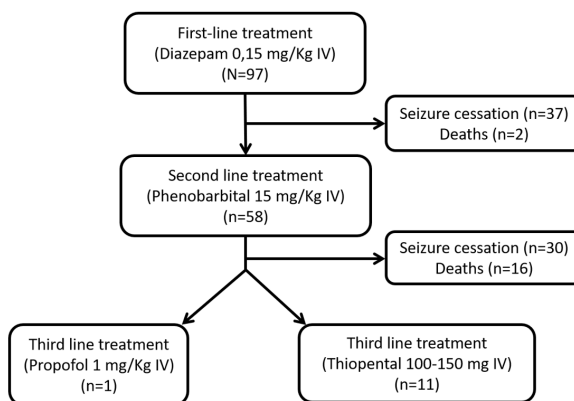 First-line treatment
(Diazepam 0,15 mg/Kg IV)
(N=97)
Seizure cessation (n=37)
Deaths (n=2)
Second line treatment
(Phenobarbital 15 mg/Kg IV)
(n=58)
Seizure cessation (n=30)
Deaths (n=16)
Third line treatment
(Propofol 1 mg/Kg IV)
(n=1)
Third line treatment
(Thiopental 100-150 mg IV)
(n=11)